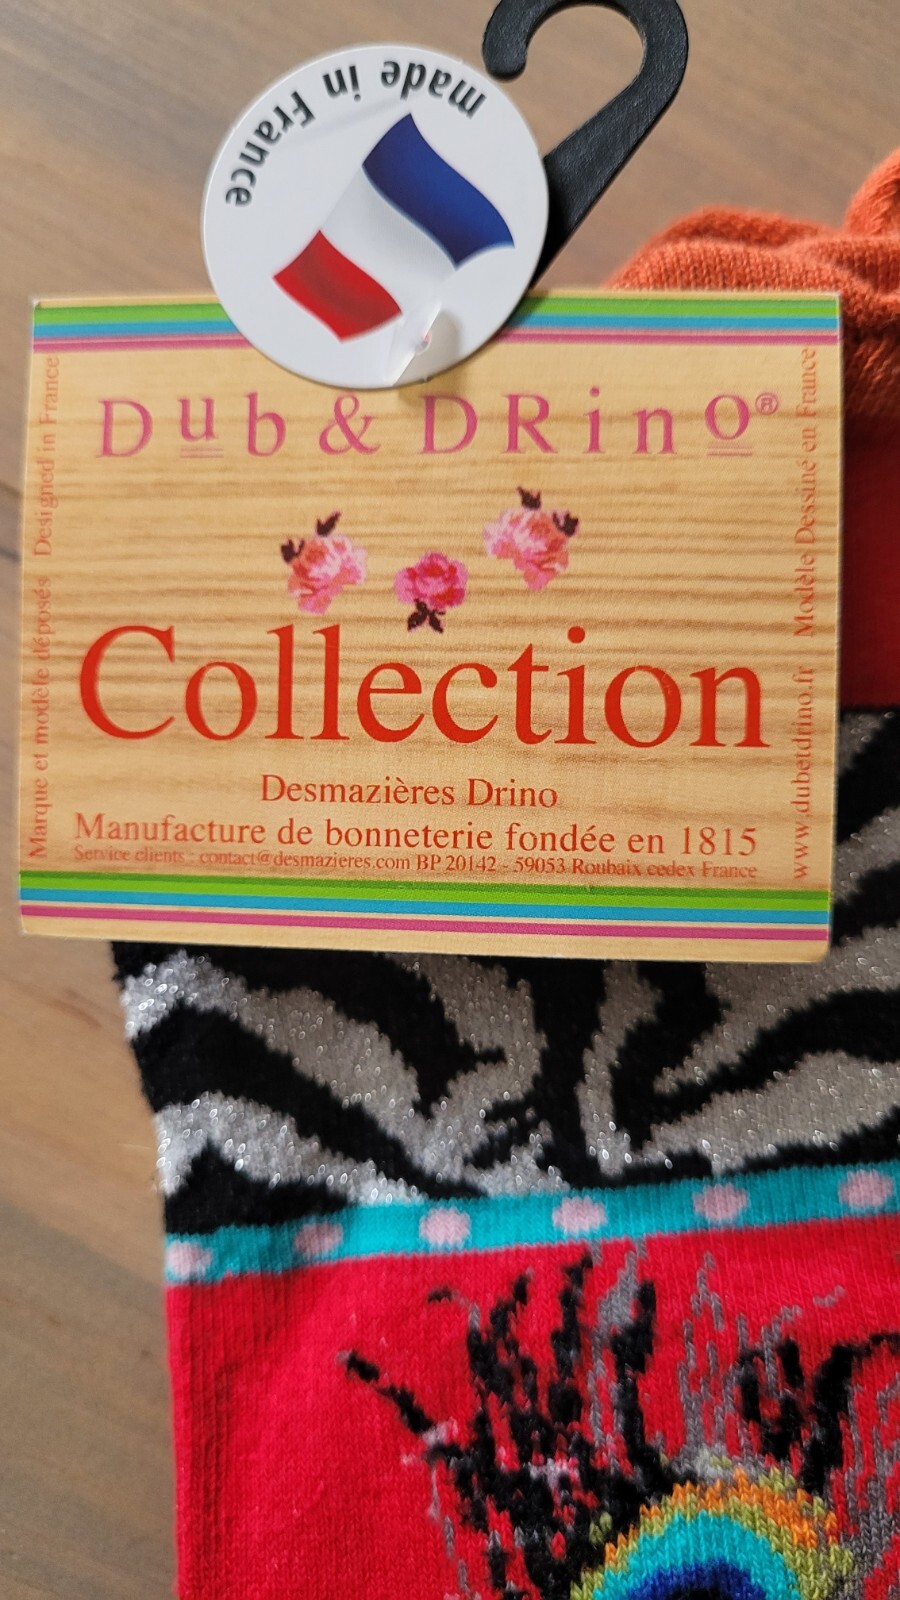 made in France
Dub & DRino®
Collection
Desmazières Drino
Manufacture de bonneterie fondée en 1815
Service clients : contact@desmazieres.com BP 20142 - 59053 Roubaix cedex France
Marque et modèle déposés Designed in France
www.dubetdrino.fr Modèle Dessiné en France